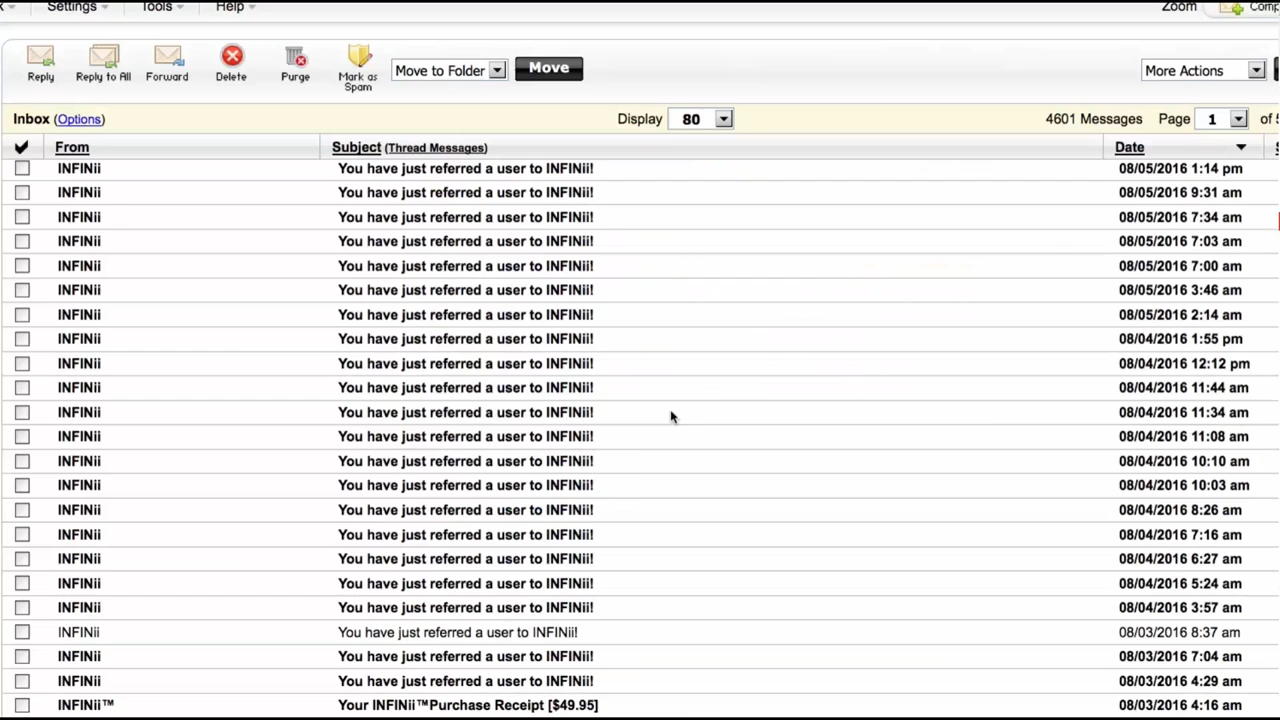 Settings Tools Help Zoom
Reply Reply to All Forward Delete Purge Mark as Spam Move to Folder Move More Actions
Inbox (Options) Display 80 4601 Messages Page 1 of
From Subject (Thread Messages) Date
INFINii You have just referred a user to INFINii! 08/05/2016 1:14 pm
INFINii You have just referred a user to INFINii! 08/05/2016 9:31 am
INFINii You have just referred a user to INFINii! 08/05/2016 7:34 am
INFINii You have just referred a user to INFINii! 08/05/2016 7:03 am
INFINii You have just referred a user to INFINii! 08/05/2016 7:00 am
INFINii You have just referred a user to INFINii! 08/05/2016 3:46 am
INFINii You have just referred a user to INFINii! 08/05/2016 2:14 am
INFINii You have just referred a user to INFINii! 08/04/2016 1:55 pm
INFINii You have just referred a user to INFINii! 08/04/2016 12:12 pm
INFINii You have just referred a user to INFINii! 08/04/2016 11:44 am
INFINii You have just referred a user to INFINii! 08/04/2016 11:34 am
INFINii You have just referred a user to INFINii! 08/04/2016 11:08 am
INFINii You have just referred a user to INFINii! 08/04/2016 10:10 am
INFINii You have just referred a user to INFINii! 08/04/2016 10:03 am
INFINii You have just referred a user to INFINii! 08/04/2016 8:26 am
INFINii You have just referred a user to INFINii! 08/04/2016 7:16 am
INFINii You have just referred a user to INFINii! 08/04/2016 6:27 am
INFINii You have just referred a user to INFINii! 08/04/2016 5:24 am
INFINii You have just referred a user to INFINii! 08/04/2016 3:57 am
INFINii You have just referred a user to INFINii! 08/03/2016 8:37 am
INFINii You have just referred a user to INFINii! 08/03/2016 7:04 am
INFINii You have just referred a user to INFINii! 08/03/2016 4:29 am
INFINii™ Your INFINii™Purchase Receipt [$49.95] 08/03/2016 4:16 am